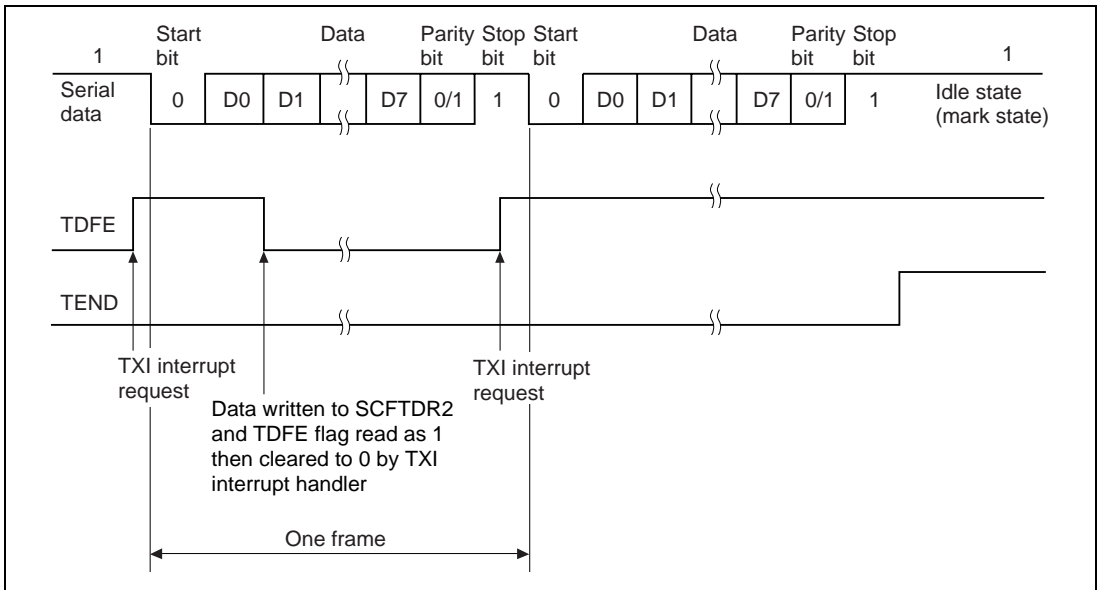 Start Data Parity Stop Start Data Parity Stop
1 bit bit bit bit bit bit 1
Serial data 0 D0 D1 D7 0/1 1 0 D0 D1 D7 0/1 1 Idle state (mark state)
TDFE
TEND
TXI interrupt
request
TXI interrupt
request
Data written to SCFTDR2
and TDFE flag read as 1
then cleared to 0 by TXI
interrupt handler
One frame